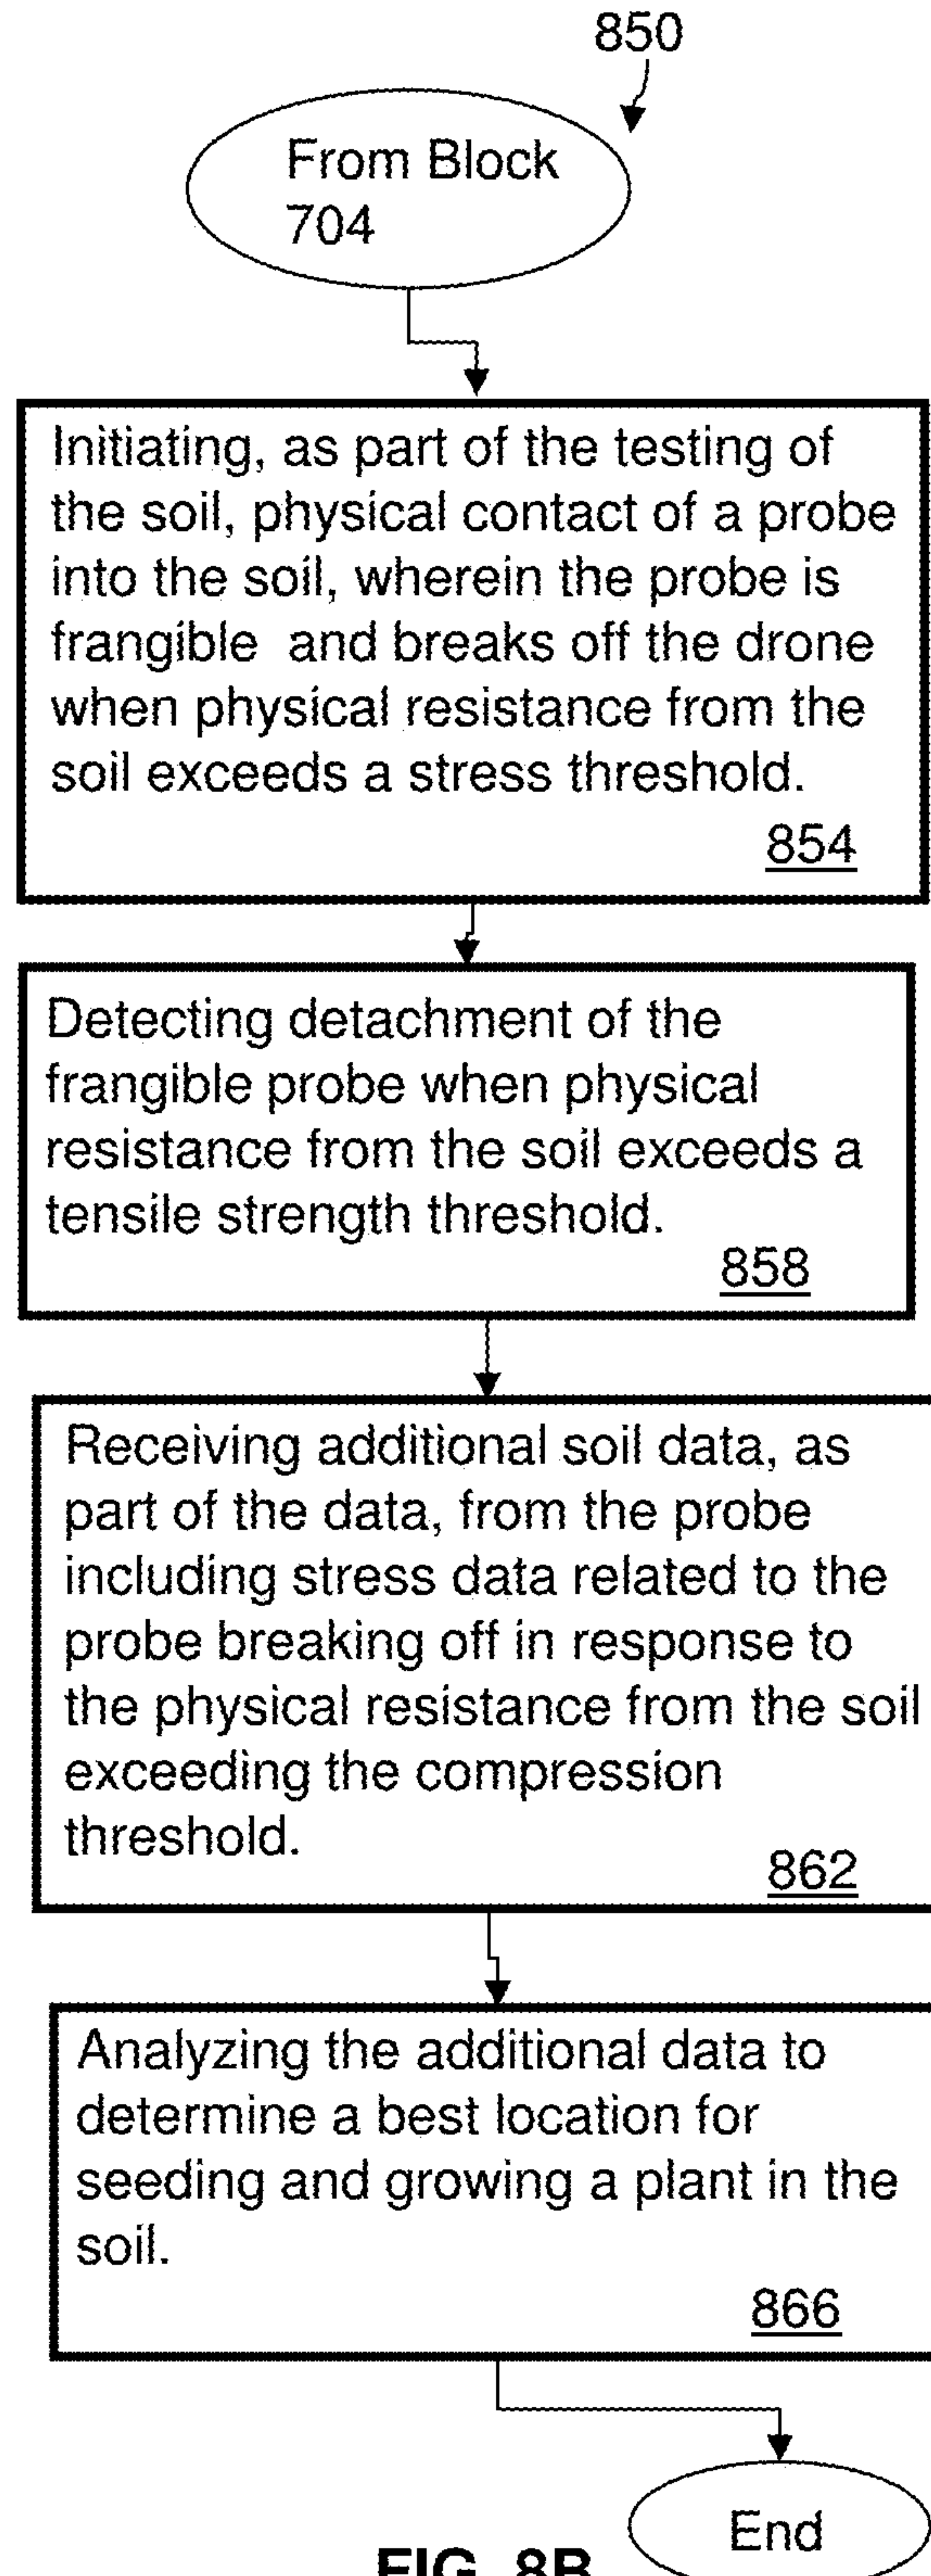 850
From Block
704
Initiating, as part of the testing of
the soil, physical contact of a probe
into the soil, wherein the probe is
frangible and breaks off the drone
when physical resistance from the
soil exceeds a stress threshold.
854
Detecting detachment of the
frangible probe when physical
resistance from the soil exceeds a
tensile strength threshold.
858
Receiving additional soil data, as
part of the data, from the probe
including stress data related to the
probe breaking off in response to
the physical resistance from the soil
exceeding the compression
threshold.
862
Analyzing the additional data to
determine a best location for
seeding and growing a plant in the
soil.
866
End
FIG. 8B